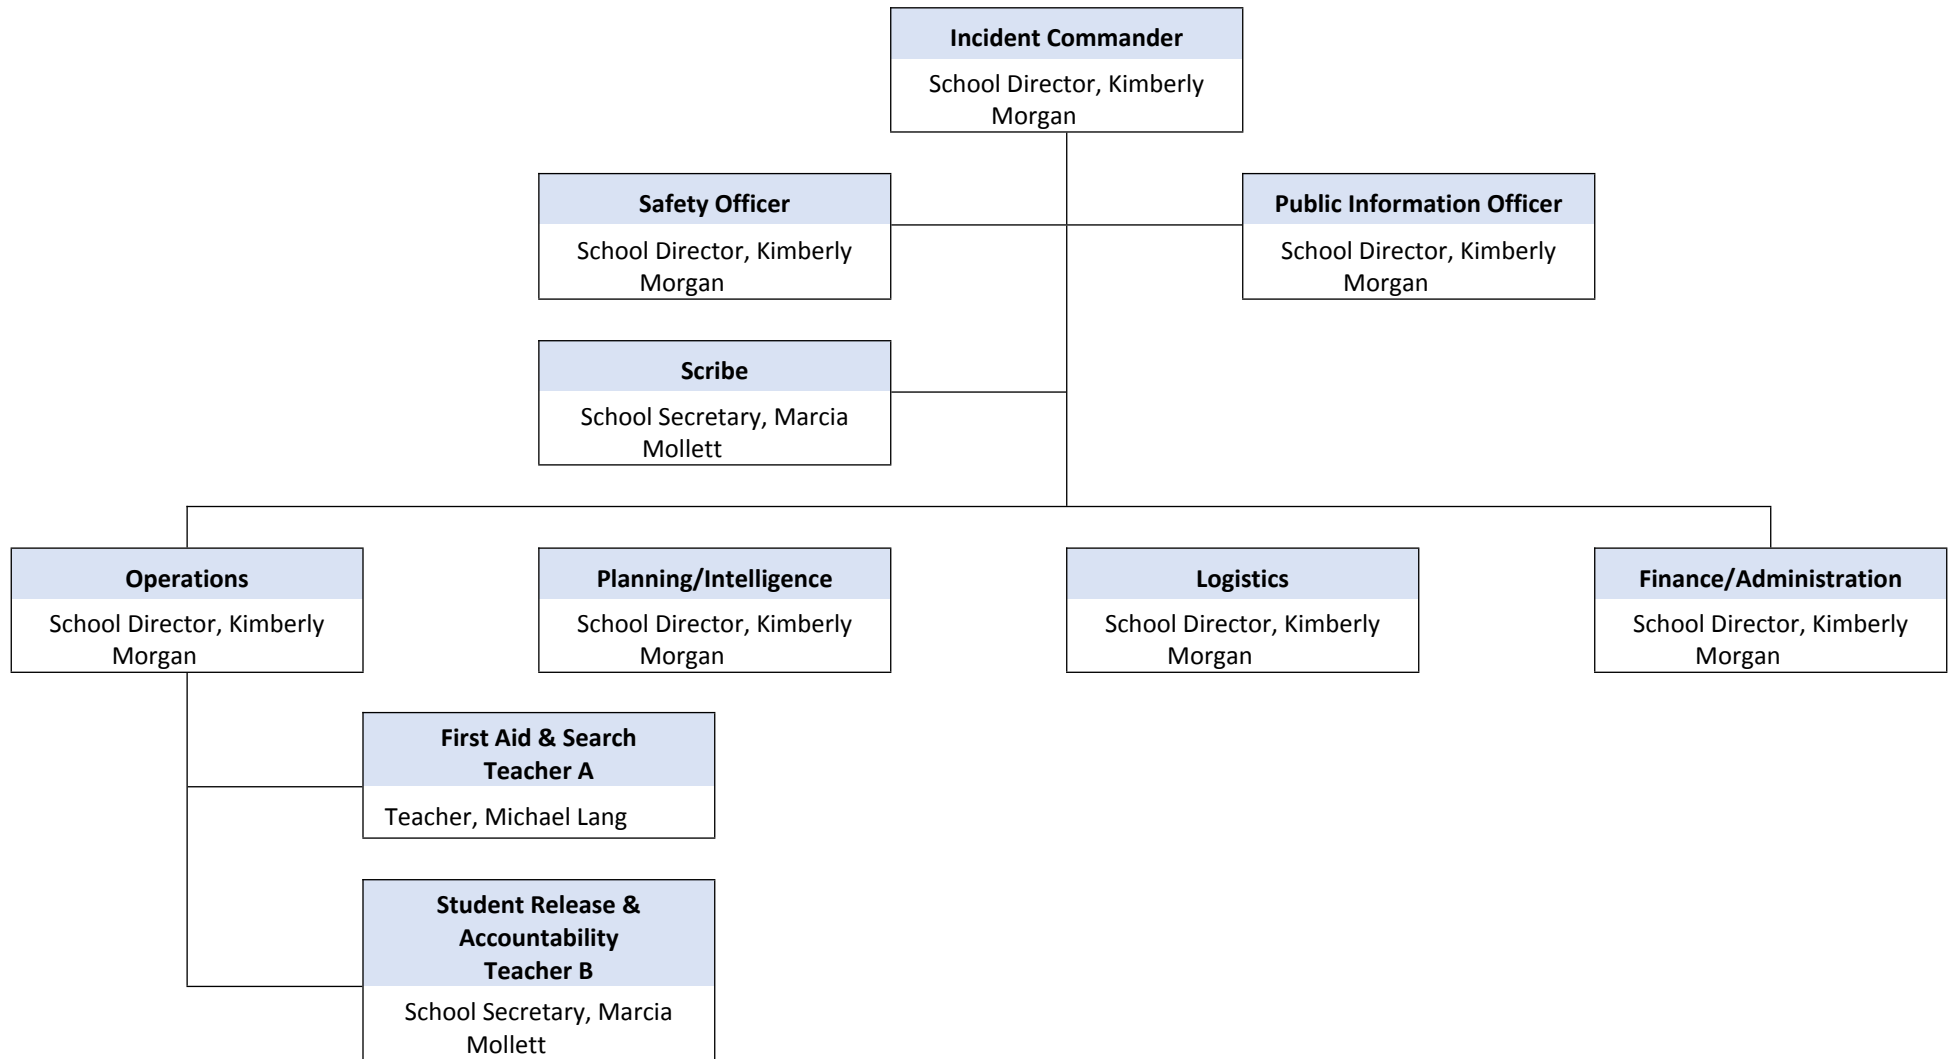 Incident Commander
School Director, Kimberly
Morgan
Safety Officer
School Director, Kimberly
Morgan
Public Information Officer
School Director, Kimberly
Morgan
Scribe
School Secretary, Marcia
Mollett
Operations
School Director, Kimberly
Morgan
Planning/Intelligence
School Director, Kimberly
Morgan
Logistics
School Director, Kimberly
Morgan
Finance/Administration
School Director, Kimberly
Morgan
First Aid & Search
Teacher A
Teacher, Michael Lang
Student Release &
Accountability
Teacher B
School Secretary, Marcia
Mollett